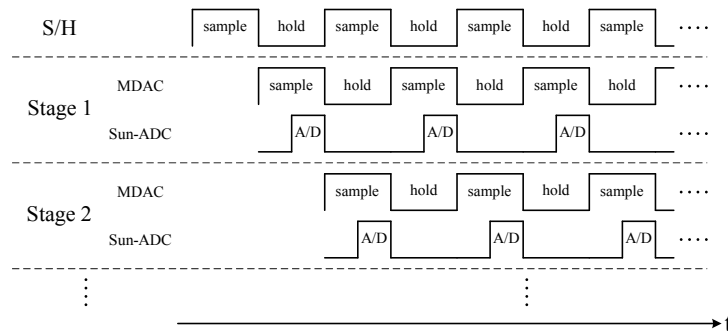 S/H sample hold sample hold sample hold sample ····
Stage 1
MDAC sample hold sample hold sample hold ····
Sun-ADC A/D A/D A/D ····
Stage 2
MDAC sample hold sample hold sample ····
Sun-ADC A/D A/D A/D ····
t